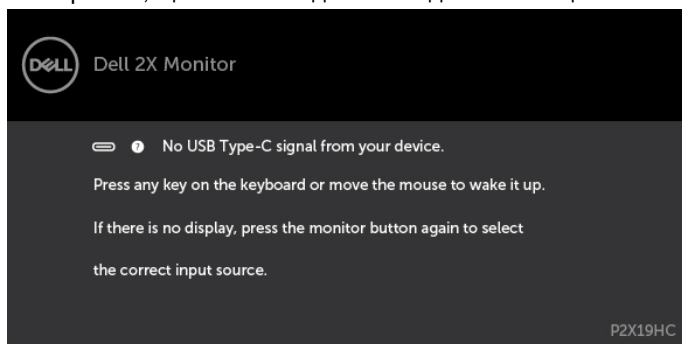 DELL
Dell 2X Monitor
No USB Type-C signal from your device.
Press any key on the keyboard or move the mouse to wake it up.
If there is no display, press the monitor button again to select
the correct input source.
P2X19HC